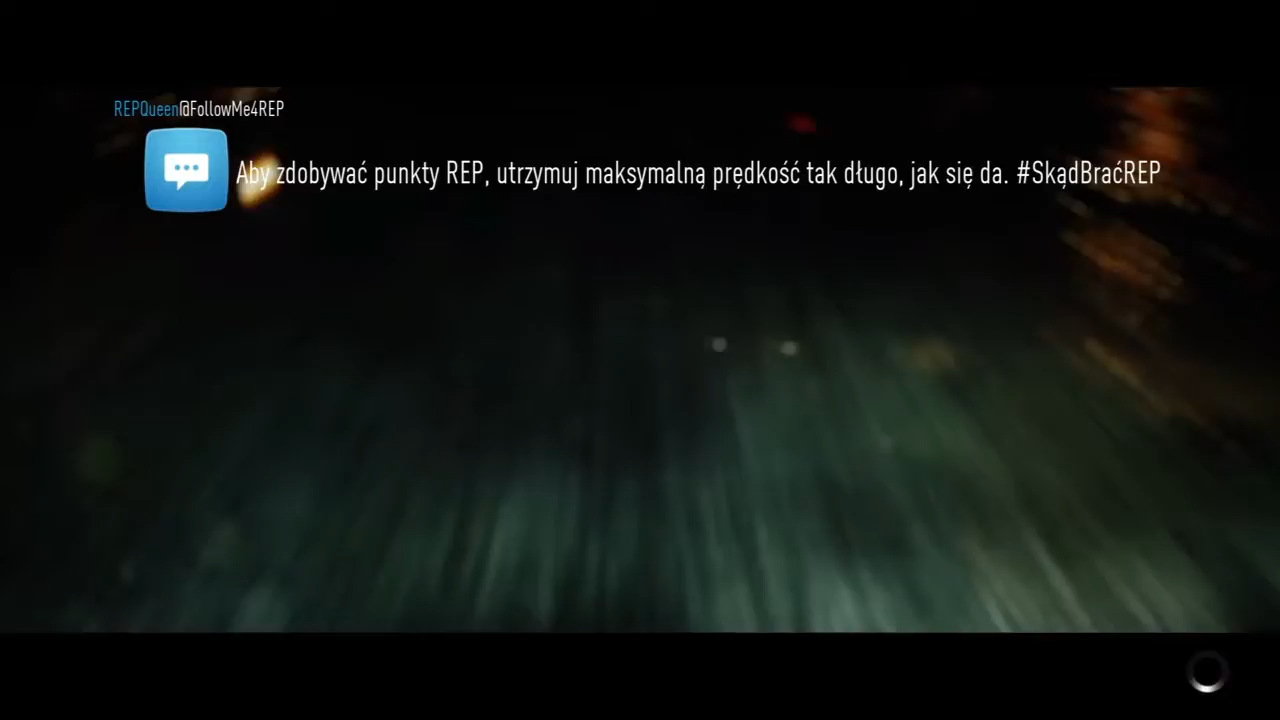 REPQueen@FollowMe4REP
Aby zdobywać punkty REP, utrzymuj maksymalną prędkość tak długo, jak się da. #SkądBraćREP